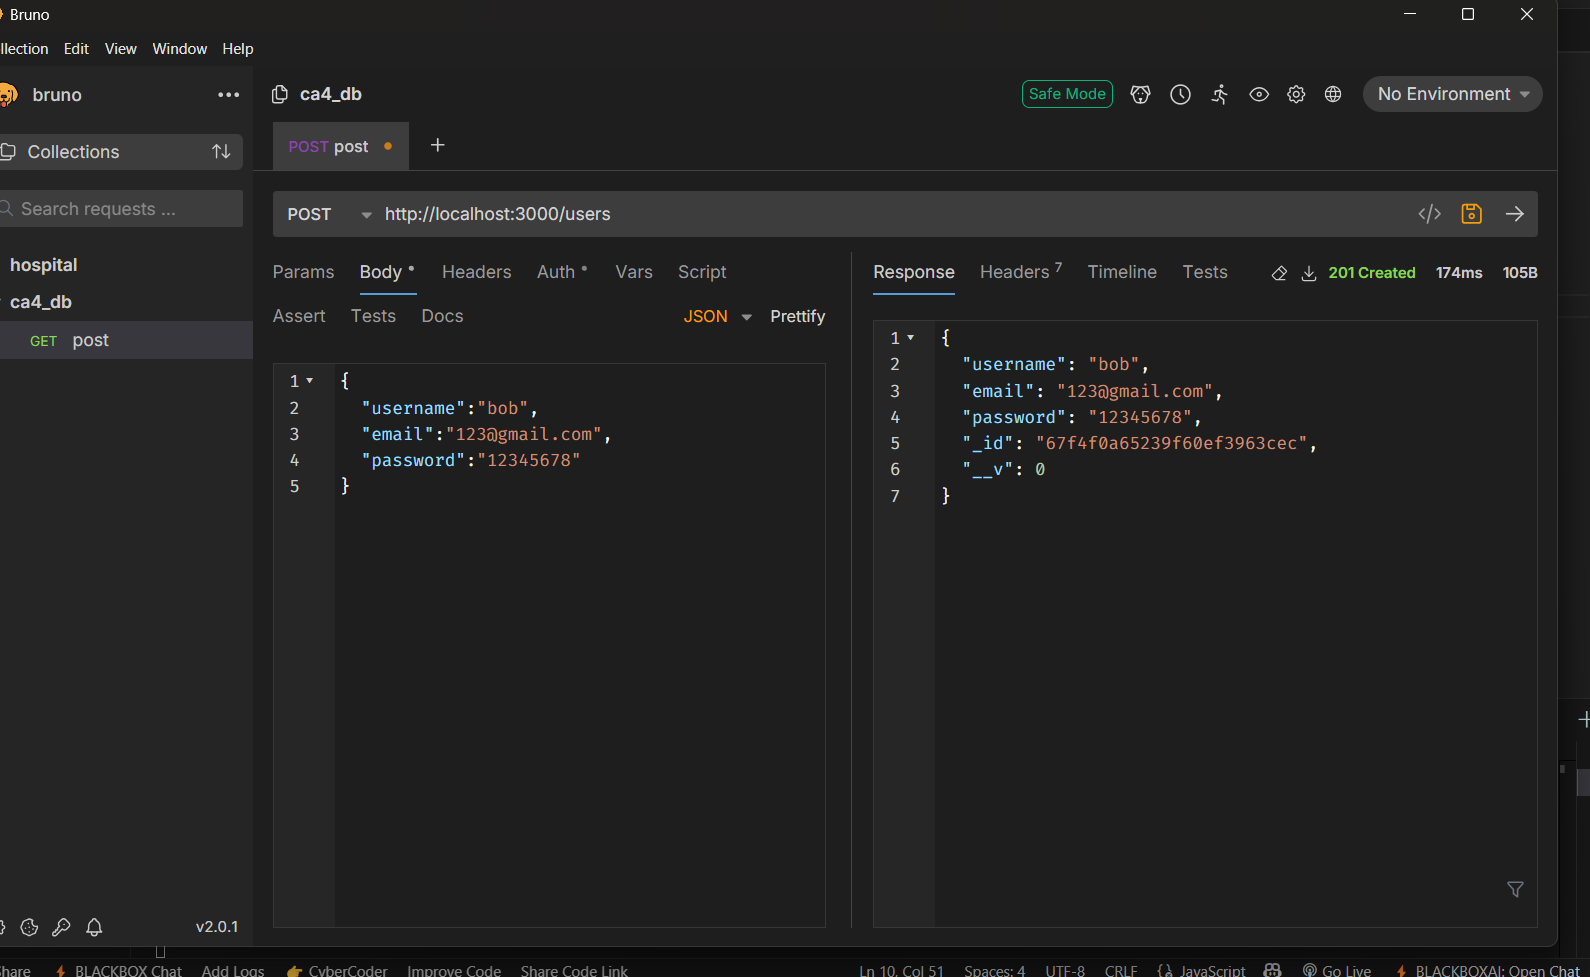 Bruno
llection Edit View Window Help
bruno
ca4_db
Safe Mode
No Environment
Collections
POST post
Search requests ...
POST http://localhost:3000/users
hospital
ca4_db
GET post
Params Body Headers Auth Vars Script
Assert Tests Docs
JSON Prettify
1 {
2 "username":"bob",
3 "email":"123@gmail.com",
4 "password":"12345678"
5 }
Response Headers 7 Timeline Tests 201 Created 174ms 105B
1 {
2 "username": "bob",
3 "email": "123@gmail.com",
4 "password": "12345678",
5 "_id": "67f4f0a65239f60ef3963cec",
6 "__v": 0
7 }
v2.0.1
Share BLACKBOX Chat Add Logs CyberCoder Improve Code Share Code Link Ln 10, Col 51 Spaces: 4 UTF-8 CRLF JavaScript Go Live BLACKBOXAI: Open Chat